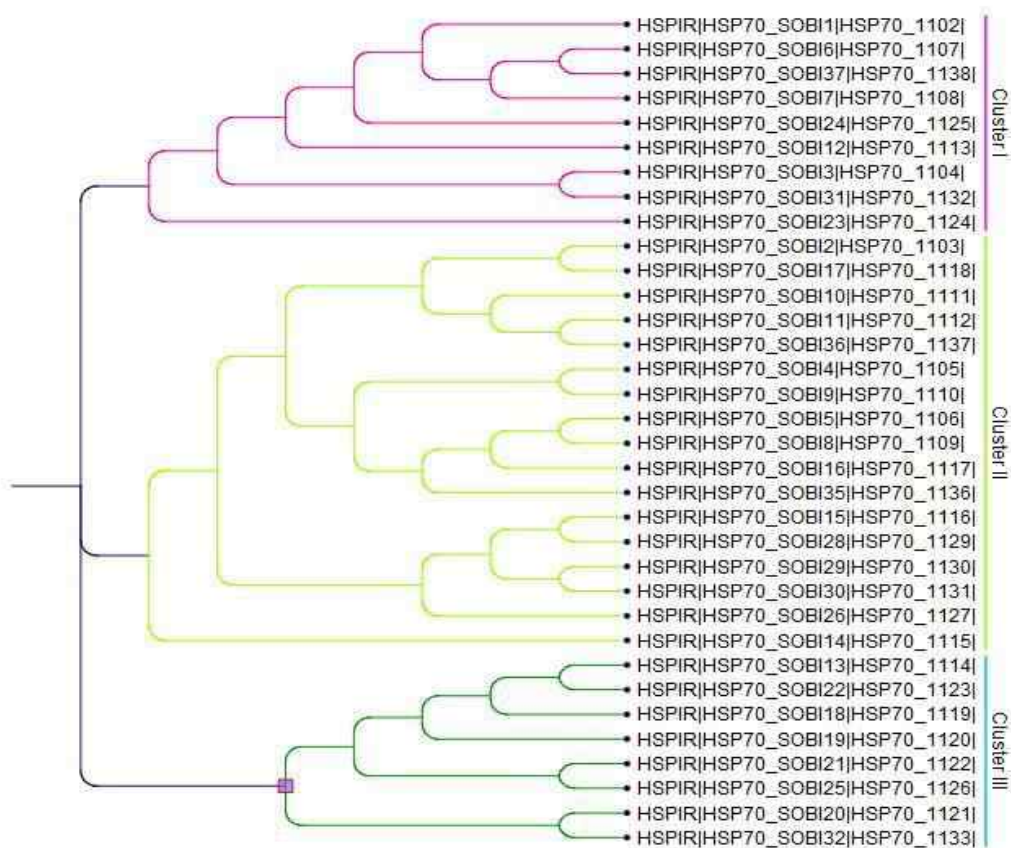 HSPIR|HSP70_SOBI1|HSP70_1102|
HSPIR|HSP70_SOBI6|HSP70_1107|
HSPIR|HSP70_SOBI37|HSP70_1138|
HSPIR|HSP70_SOBI7|HSP70_1108|
HSPIR|HSP70_SOBI24|HSP70_1125|
HSPIR|HSP70_SOBI12|HSP70_1113|
HSPIR|HSP70_SOBI3|HSP70_1104|
HSPIR|HSP70_SOBI31|HSP70_1132|
HSPIR|HSP70_SOBI23|HSP70_1124|
Cluster I
HSPIR|HSP70_SOBI2|HSP70_1103|
HSPIR|HSP70_SOBI17|HSP70_1118|
HSPIR|HSP70_SOBI10|HSP70_1111|
HSPIR|HSP70_SOBI11|HSP70_1112|
HSPIR|HSP70_SOBI36|HSP70_1137|
HSPIR|HSP70_SOBI4|HSP70_1105|
HSPIR|HSP70_SOBI9|HSP70_1110|
HSPIR|HSP70_SOBI5|HSP70_1106|
HSPIR|HSP70_SOBI8|HSP70_1109|
HSPIR|HSP70_SOBI16|HSP70_1117|
HSPIR|HSP70_SOBI35|HSP70_1136|
HSPIR|HSP70_SOBI15|HSP70_1116|
HSPIR|HSP70_SOBI28|HSP70_1129|
HSPIR|HSP70_SOBI29|HSP70_1130|
HSPIR|HSP70_SOBI30|HSP70_1131|
HSPIR|HSP70_SOBI26|HSP70_1127|
HSPIR|HSP70_SOBI14|HSP70_1115|
Cluster II
HSPIR|HSP70_SOBI13|HSP70_1114|
HSPIR|HSP70_SOBI22|HSP70_1123|
HSPIR|HSP70_SOBI18|HSP70_1119|
HSPIR|HSP70_SOBI19|HSP70_1120|
HSPIR|HSP70_SOBI21|HSP70_1122|
HSPIR|HSP70_SOBI25|HSP70_1126|
HSPIR|HSP70_SOBI20|HSP70_1121|
HSPIR|HSP70_SOBI32|HSP70_1133|
Cluster III